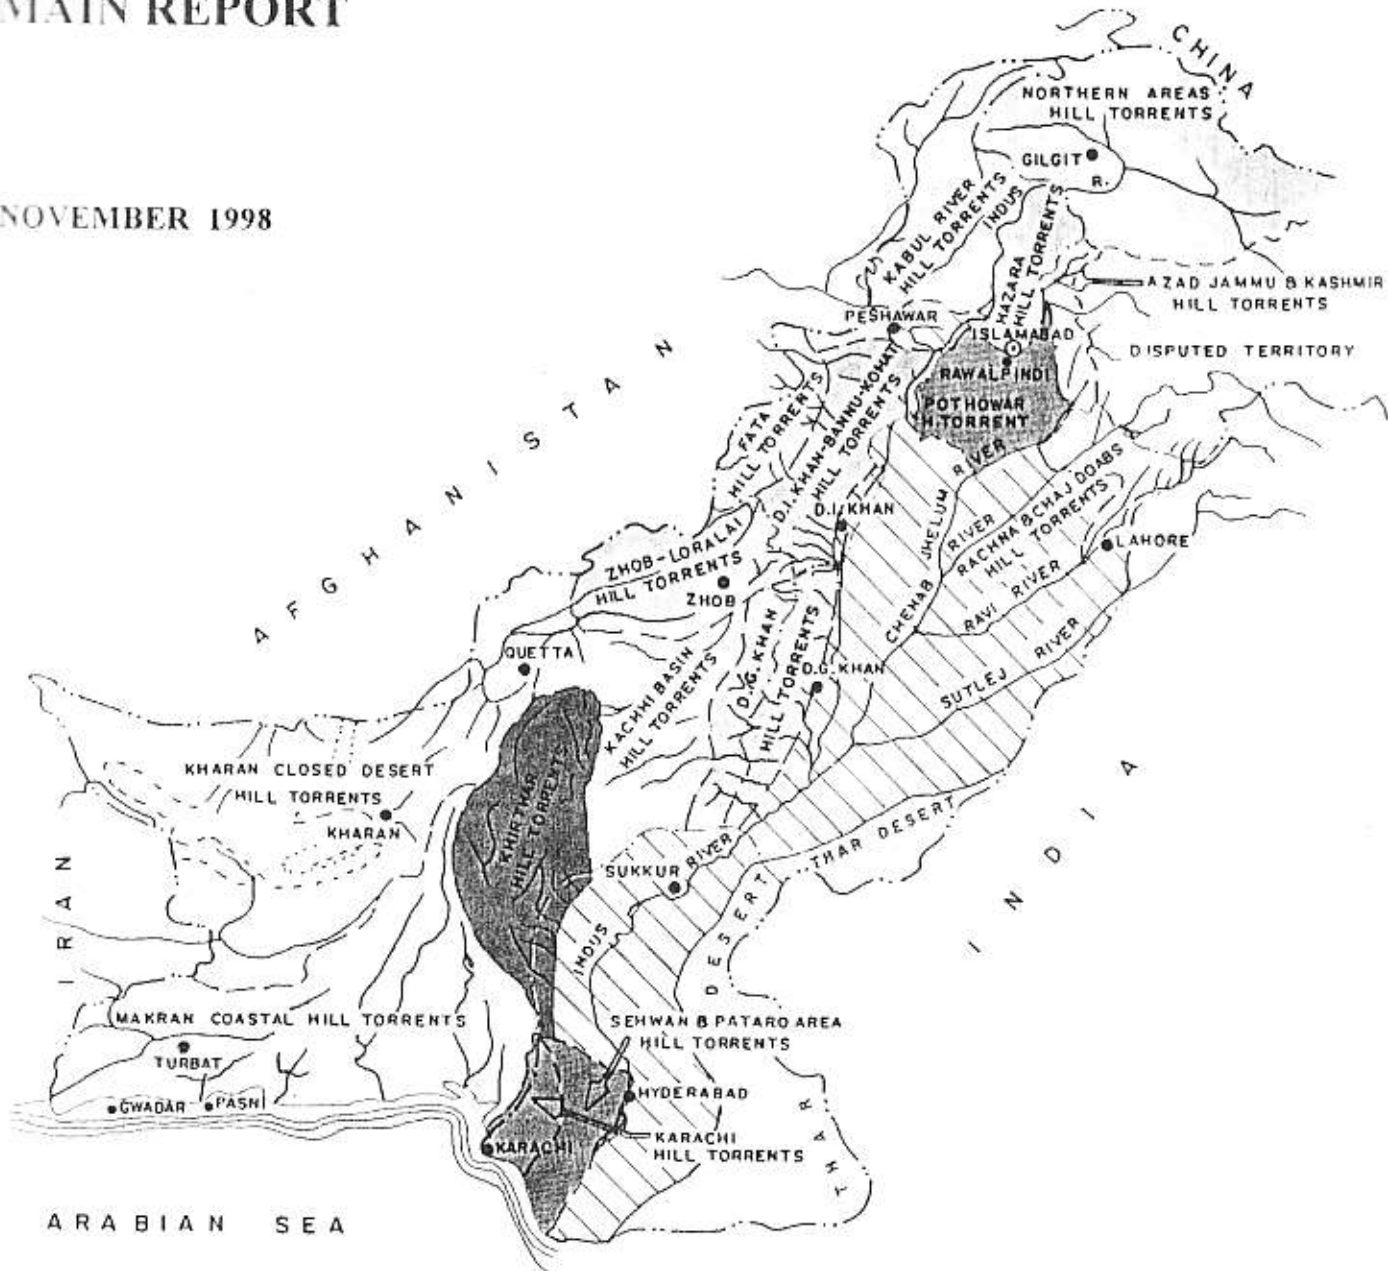 MAIN REPORT
NOVEMBER 1998
CHINA
NORTHERN AREAS
HILL TORRENTS
GILGIT
INDUS
R.
KABUL RIVER
HILL TORRENTS
HAZARA
HILL TORRENTS
AZAD JAMMU & KASHMIR
HILL TORRENTS
PESHAWAR
ISLAMABAD
DISPUTED TERRITORY
RAWALPINDI
POTHOWAR
H.TORRENT
AFGHANISTAN
FATA
HILL TORRERTS
D.I. KHAN-BANNU-KOHAT
HILL TORRENTS
D.I. KHAN
JHELUM RIVER
CHENAB RIVER
RACHNA & CHAJ DOABS
HILL TORRENTS
LAHORE
RAVI RIVER
SUTLEJ RIVER
ZHOB-LORALAI
HILL TORRENTS
ZHOB
QUETTA
KACHHI BASIN
HILL TORRENTS
D.G. KHAN
HILL TORRENTS
D.G. KHAN
KHARAN CLOSED DESERT
HILL TORRENTS
KHARAN
KHIRTHAR
HILL TORRENTS
SUKKUR
INDUS RIVER
THAR DESERT
INDIA
IRAN
THAR DESERT
MAKRAN COASTAL HILL TORRENTS
TURBAT
GWADAR
PASNI
SEHWAN & PATARO AREA
HILL TORRENTS
HYDERABAD
KARACHI
HILL TORRENTS
KARACHI
ARABIAN SEA